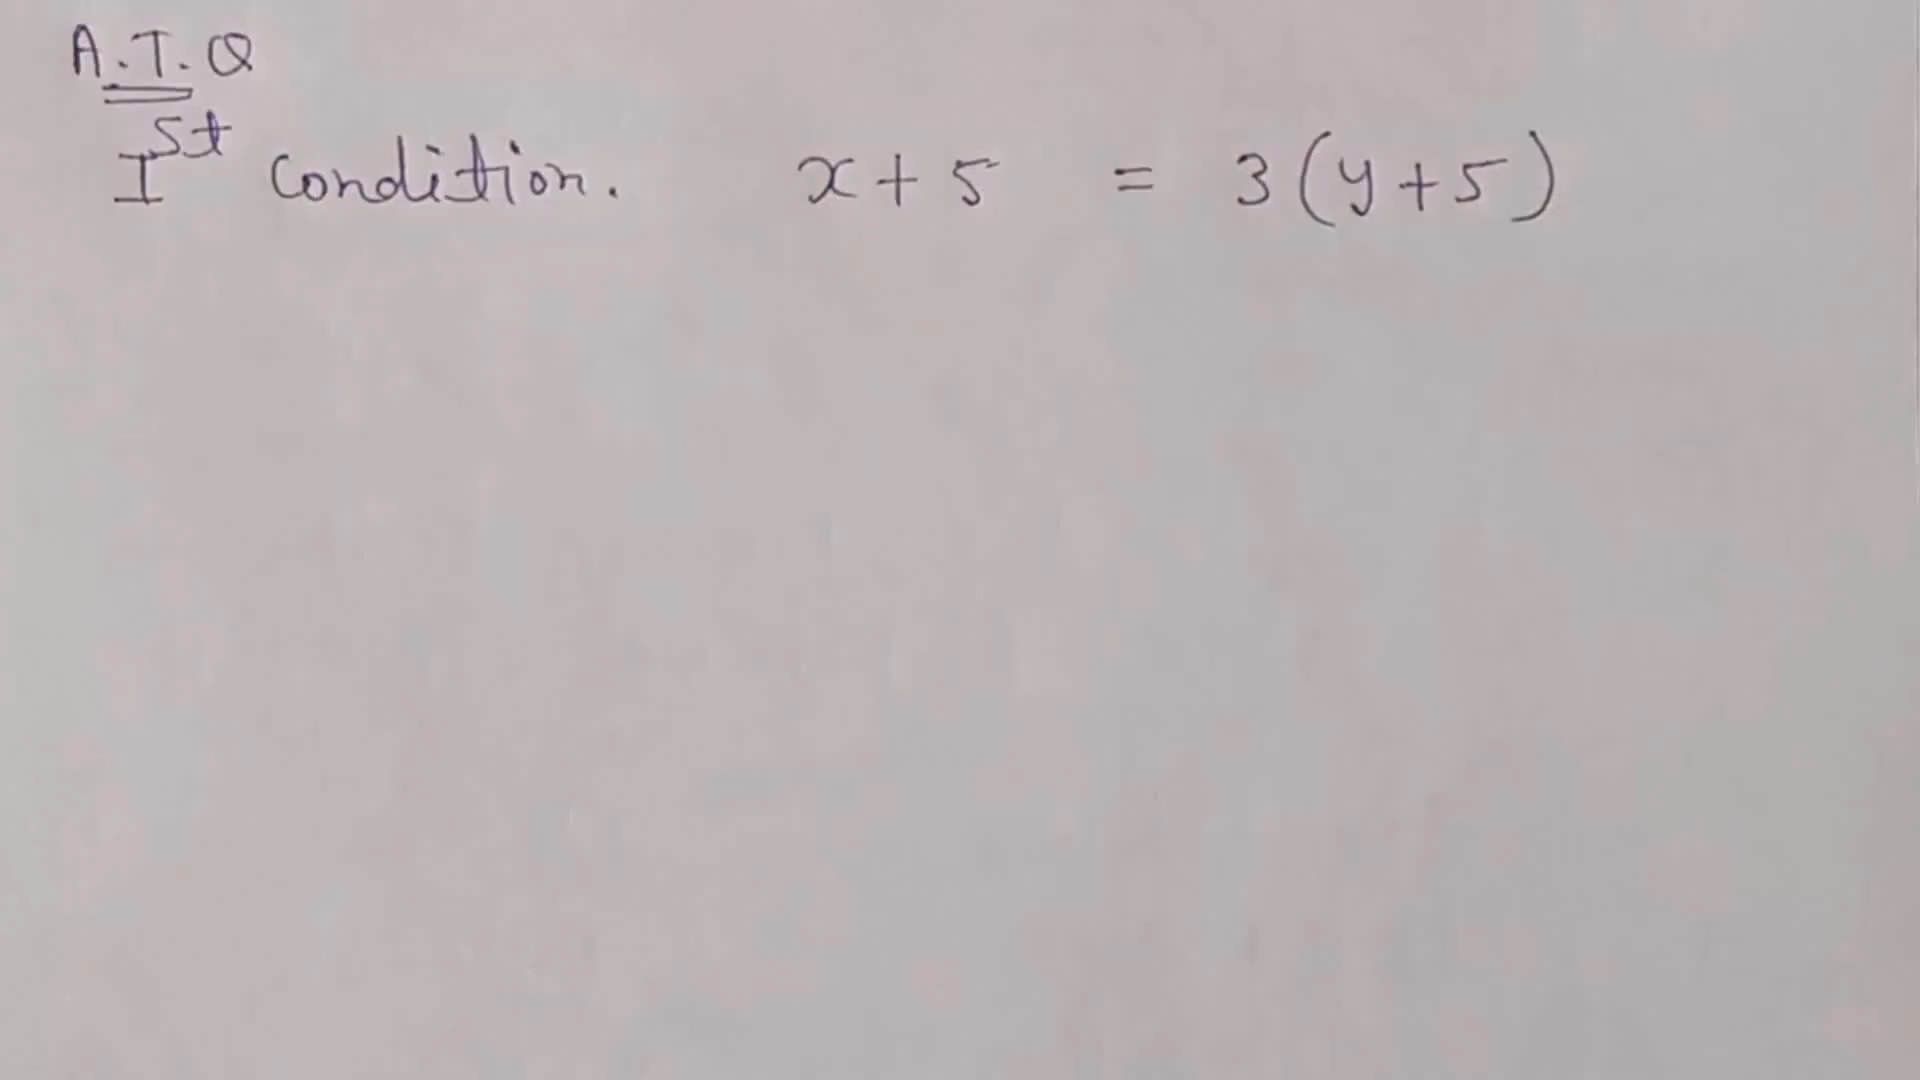 A.T.Q
Ist condition. x + 5 = 3(y+5)